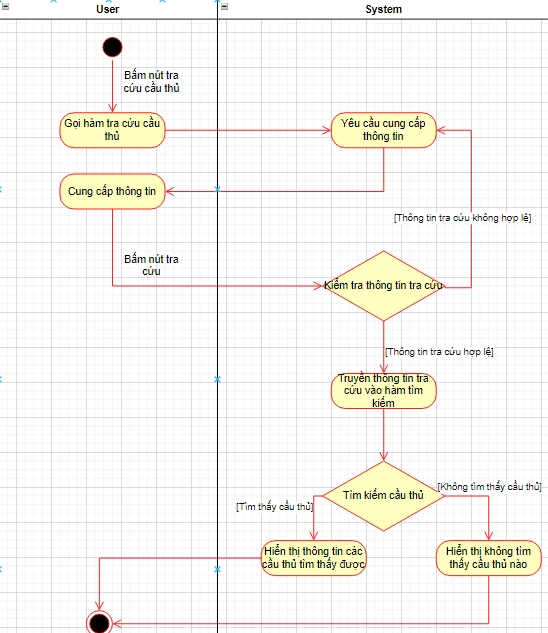 User
System
Bấm nút tra
cứu cầu thủ
Gọi hàm tra cứu cầu
thủ
Yêu cầu cung cấp
thông tin
Cung cấp thông tin
[Thông tin tra cứu không hợp lệ]
Bấm nút tra
cứu
Kiểm tra thông tin tra cứu
[Thông tin tra cứu hợp lệ]
Truyền thông tin tra
cứu vào hàm tìm
kiếm
[Không tìm thấy cầu thủ]
Tìm kiếm cầu thủ
[Tìm thấy cầu thủ]
Hiển thị thông tin các
cầu thủ tìm thấy được
Hiển thị không tìm
thấy cầu thủ nào